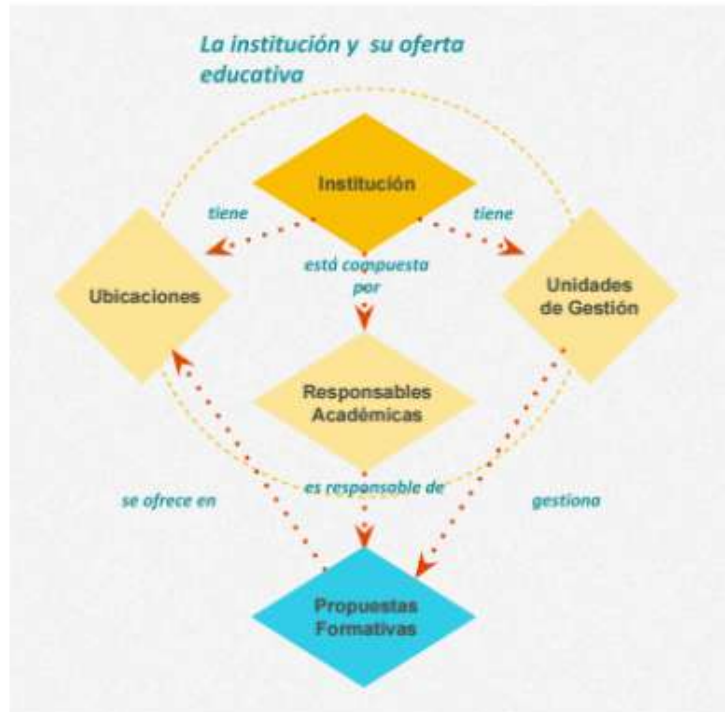 La institución y su oferta
educativa
Institución
tiene
tiene
está compuesta
por
Ubicaciones
Unidades
de Gestión
Responsables
Académicas
se ofrece en
es responsable de
gestiona
Propuestas
Formativas